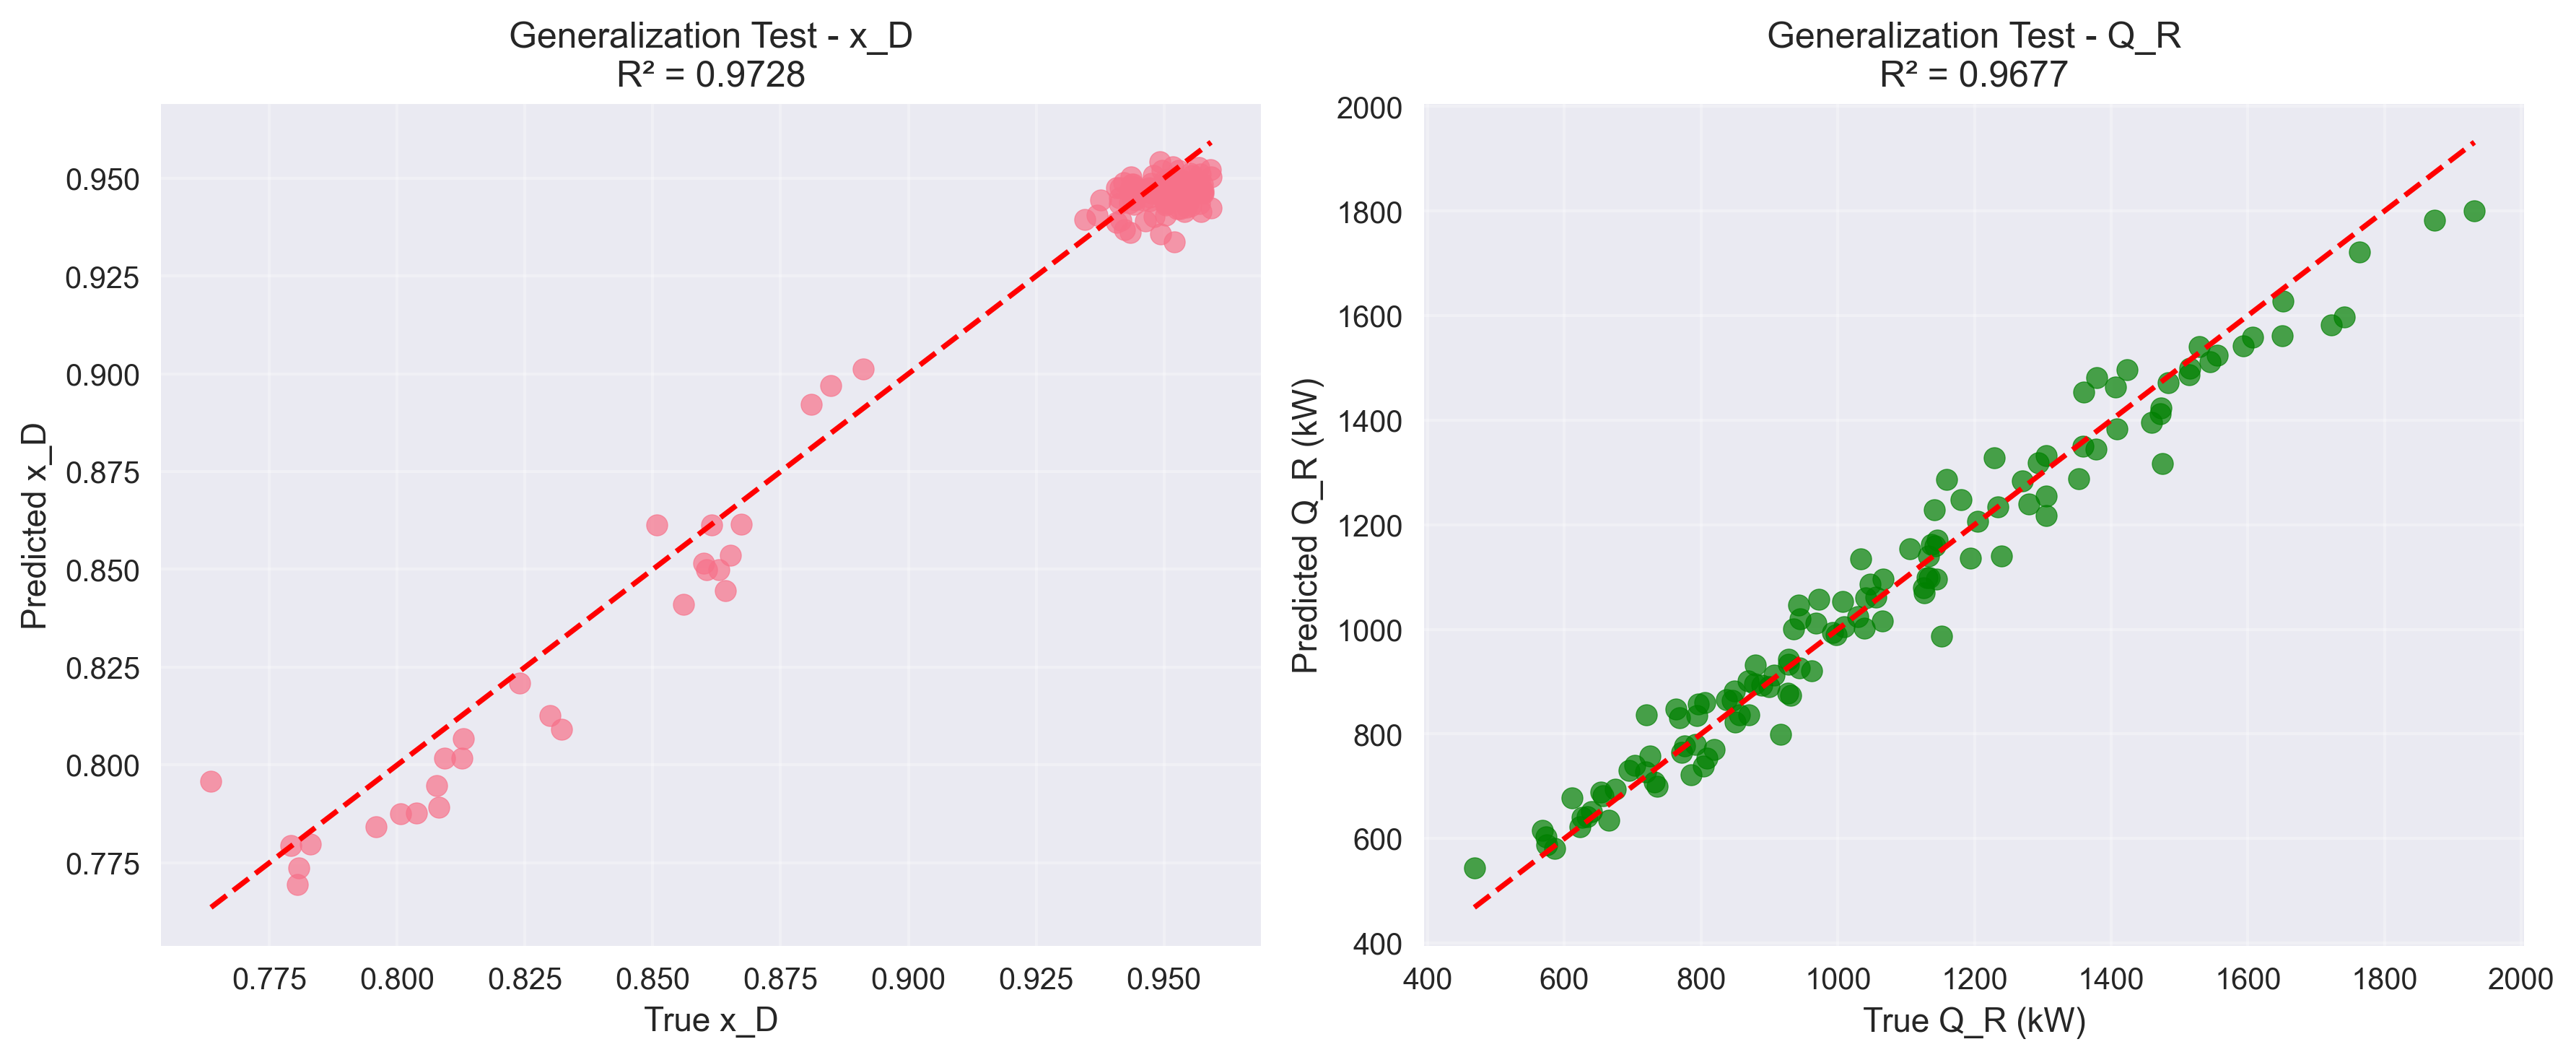 Generalization Test - x_D
R² = 0.9728
Predicted x_D
0.950
0.925
0.900
0.875
0.850
0.825
0.800
0.775
0.775 0.800 0.825 0.850 0.875 0.900 0.925 0.950
True x_D
Generalization Test - Q_R
R² = 0.9677
Predicted Q_R (kW)
2000
1800
1600
1400
1200
1000
800
600
400
400 600 800 1000 1200 1400 1600 1800 2000
True Q_R (kW)